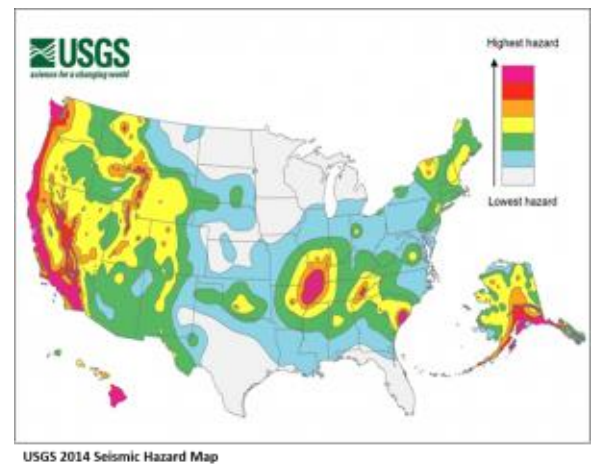 USGS
science for a changing world
Highest hazard
Lowest hazard
USGS 2014 Seismic Hazard Map